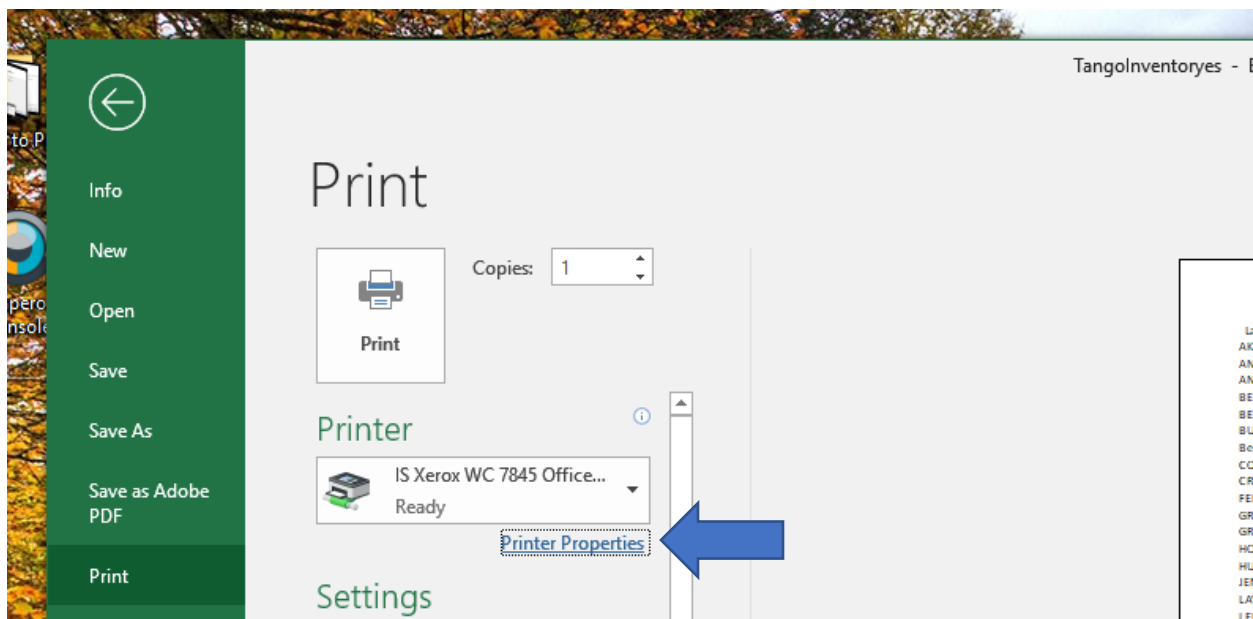 TangoInventoryes - E
to P
Info
Print
New
Copies: 1
Open
Print
Save
Printer
Save As
IS Xerox WC 7845 Office...
Ready
Save as Adobe
PDF
Printer Properties
Print
Settings
AK
AN
AN
BE
BE
BU
Be
CO
CR
FE
GR
GR
HO
HU
JE
LA
LE